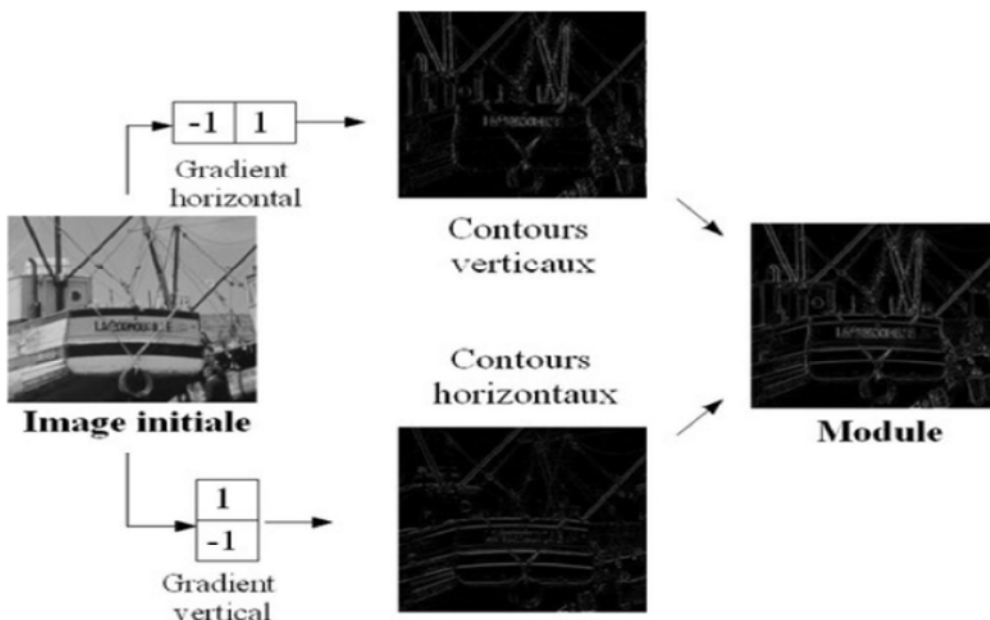 -1 1
Gradient
horizontal
Contours
verticaux
Image initiale
Contours
horizontaux
Module
1
-1
Gradient
vertical